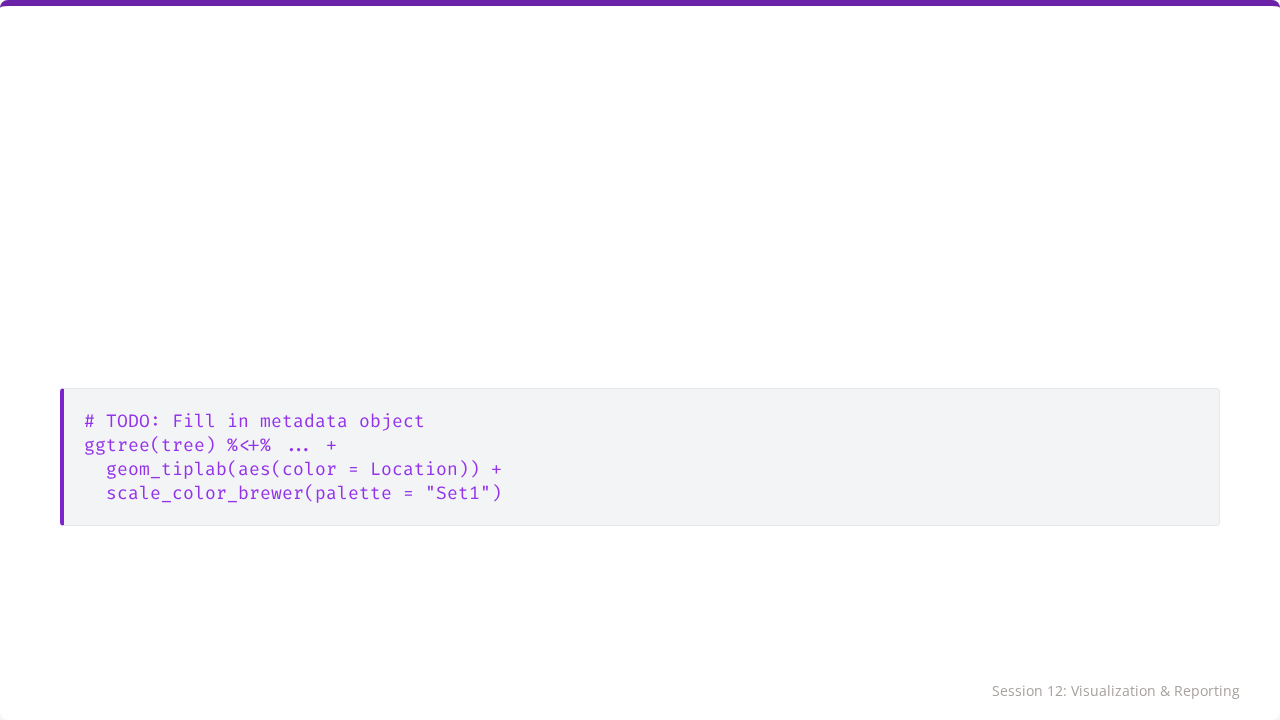 # TODO: Fill in metadata object
ggtree(tree) %<+% ... +
  geom_tiplab(aes(color = Location)) +
  scale_color_brewer(palette = "Set1")
Session 12: Visualization & Reporting